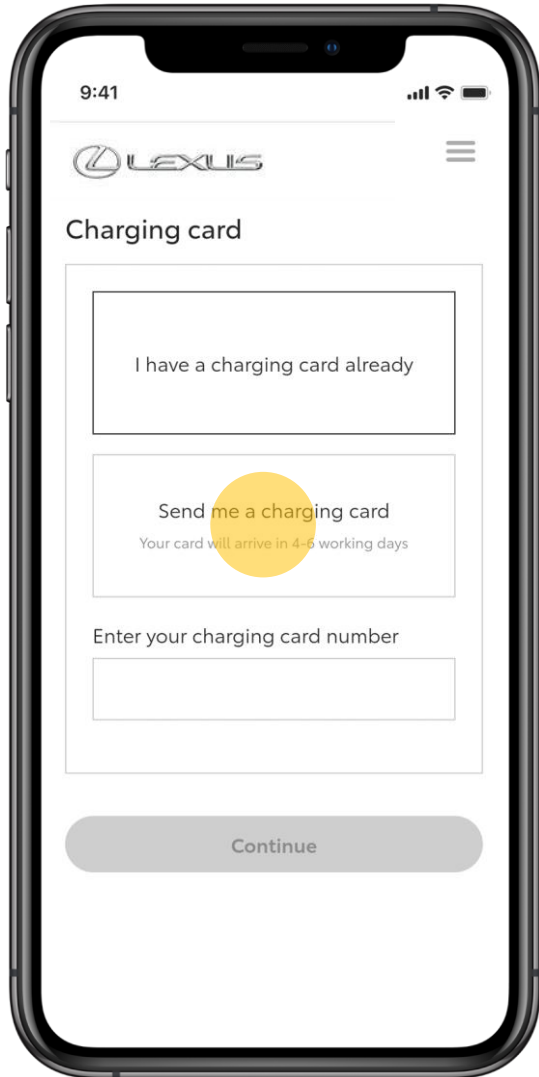 9:41
LEXUS
Charging card
I have a charging card already
Send me a charging card
Your card will arrive in 4-6 working days
Enter your charging card number
Continue